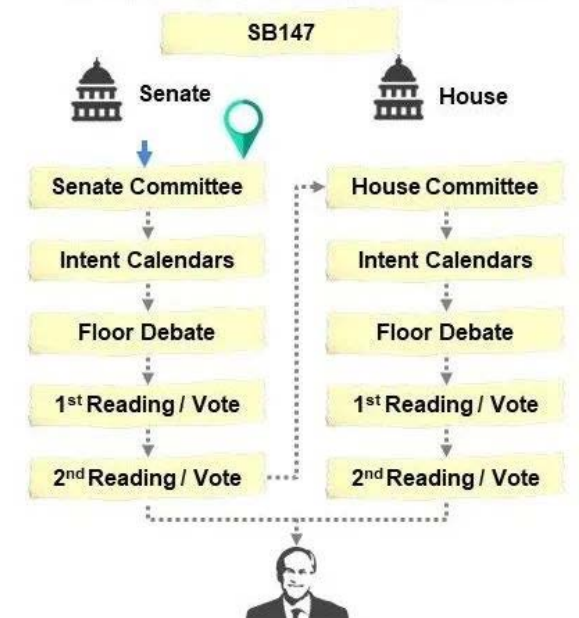 SB147
Senate
House
Senate Committee
House Committee
Intent Calendars
Intent Calendars
Floor Debate
Floor Debate
1st Reading / Vote
1st Reading / Vote
2nd Reading / Vote
2nd Reading / Vote